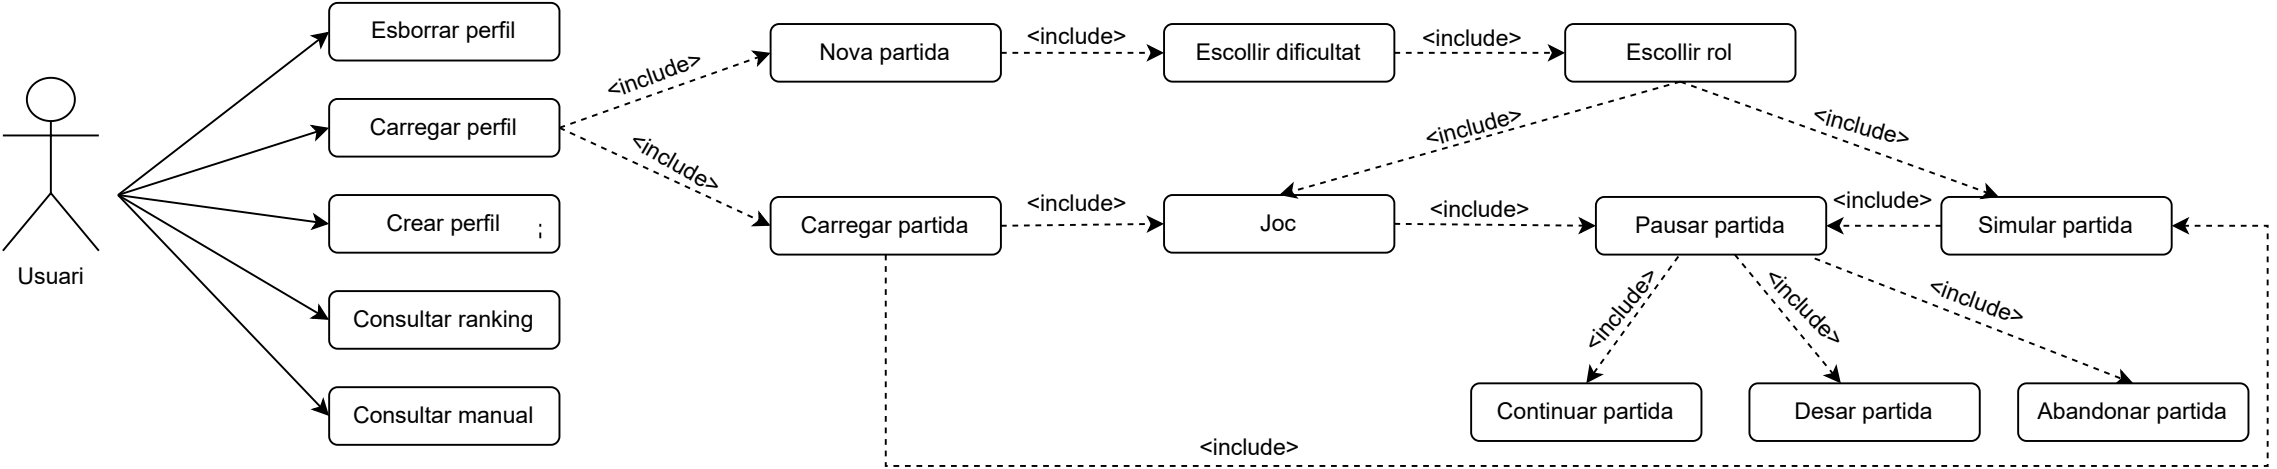 Esborrar perfil
Carregar perfil
Crear perfil
;
Consultar ranking
Consultar manual
Usuari
<include>
<include>
Nova partida
<include>
Escollir dificultat
<include>
Escollir rol
<include>
<include>
Carregar partida
<include>
Joc
<include>
Pausar partida
<include>
Simular partida
<include>
<include>
<include>
Continuar partida
Desar partida
Abandonar partida
<include>